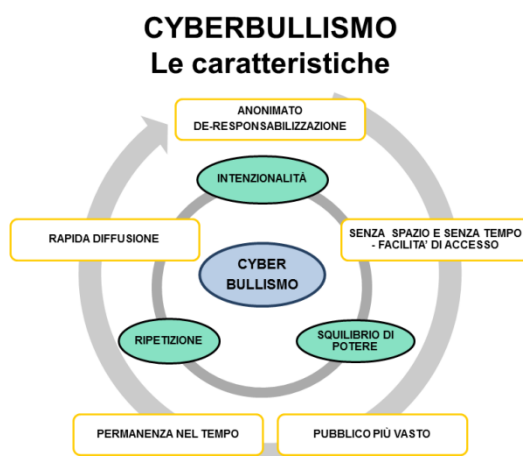 CYBERBULLISMO
Le caratteristiche
ANONIMATO
DE-RESPONSABILIZZAZIONE
INTENZIONALITÀ
RAPIDA DIFFUSIONE
SENZA SPAZIO E SENZA TEMPO
- FACILITA' DI ACCESSO
CYBER
BULLISMO
RIPETIZIONE
SQUILIBRIO DI
POTERE
PERMANENZA NEL TEMPO
PUBBLICO PIÙ VASTO